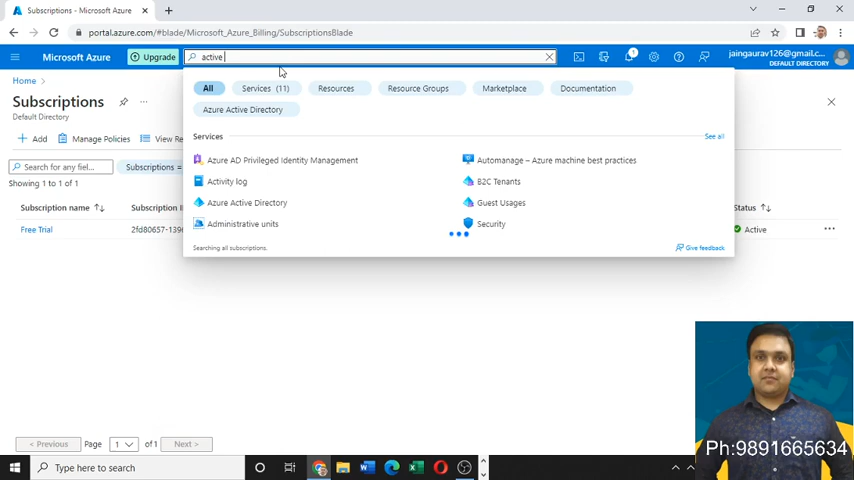 Subscriptions - Microsoft Azure
portal.azure.com/#blade/Microsoft_Azure_Billing/SubscriptionsBlade
Microsoft Azure
Upgrade
active
1
jaingaurav126@gmail.c...
DEFAULT DIRECTORY
Home
All
Services (11)
Resources
Resource Groups
Marketplace
Documentation
Azure Active Directory
Subscriptions
Default Directory
Add
Manage Policies
View Re
Services
See all
Azure AD Privileged Identity Management
Automanage – Azure machine best practices
Search for any fiel...
Subscriptions =
Activity log
B2C Tenants
Showing 1 to 1 of 1
Azure Active Directory
Guest Usages
Subscription name
Subscription I
Status
Administrative units
Security
Free Trial
2fd80657-139
Active
Searching all subscriptions.
Give feedback
< Previous
Page
1
of 1
Next >
Ph:9891665634
Type here to search